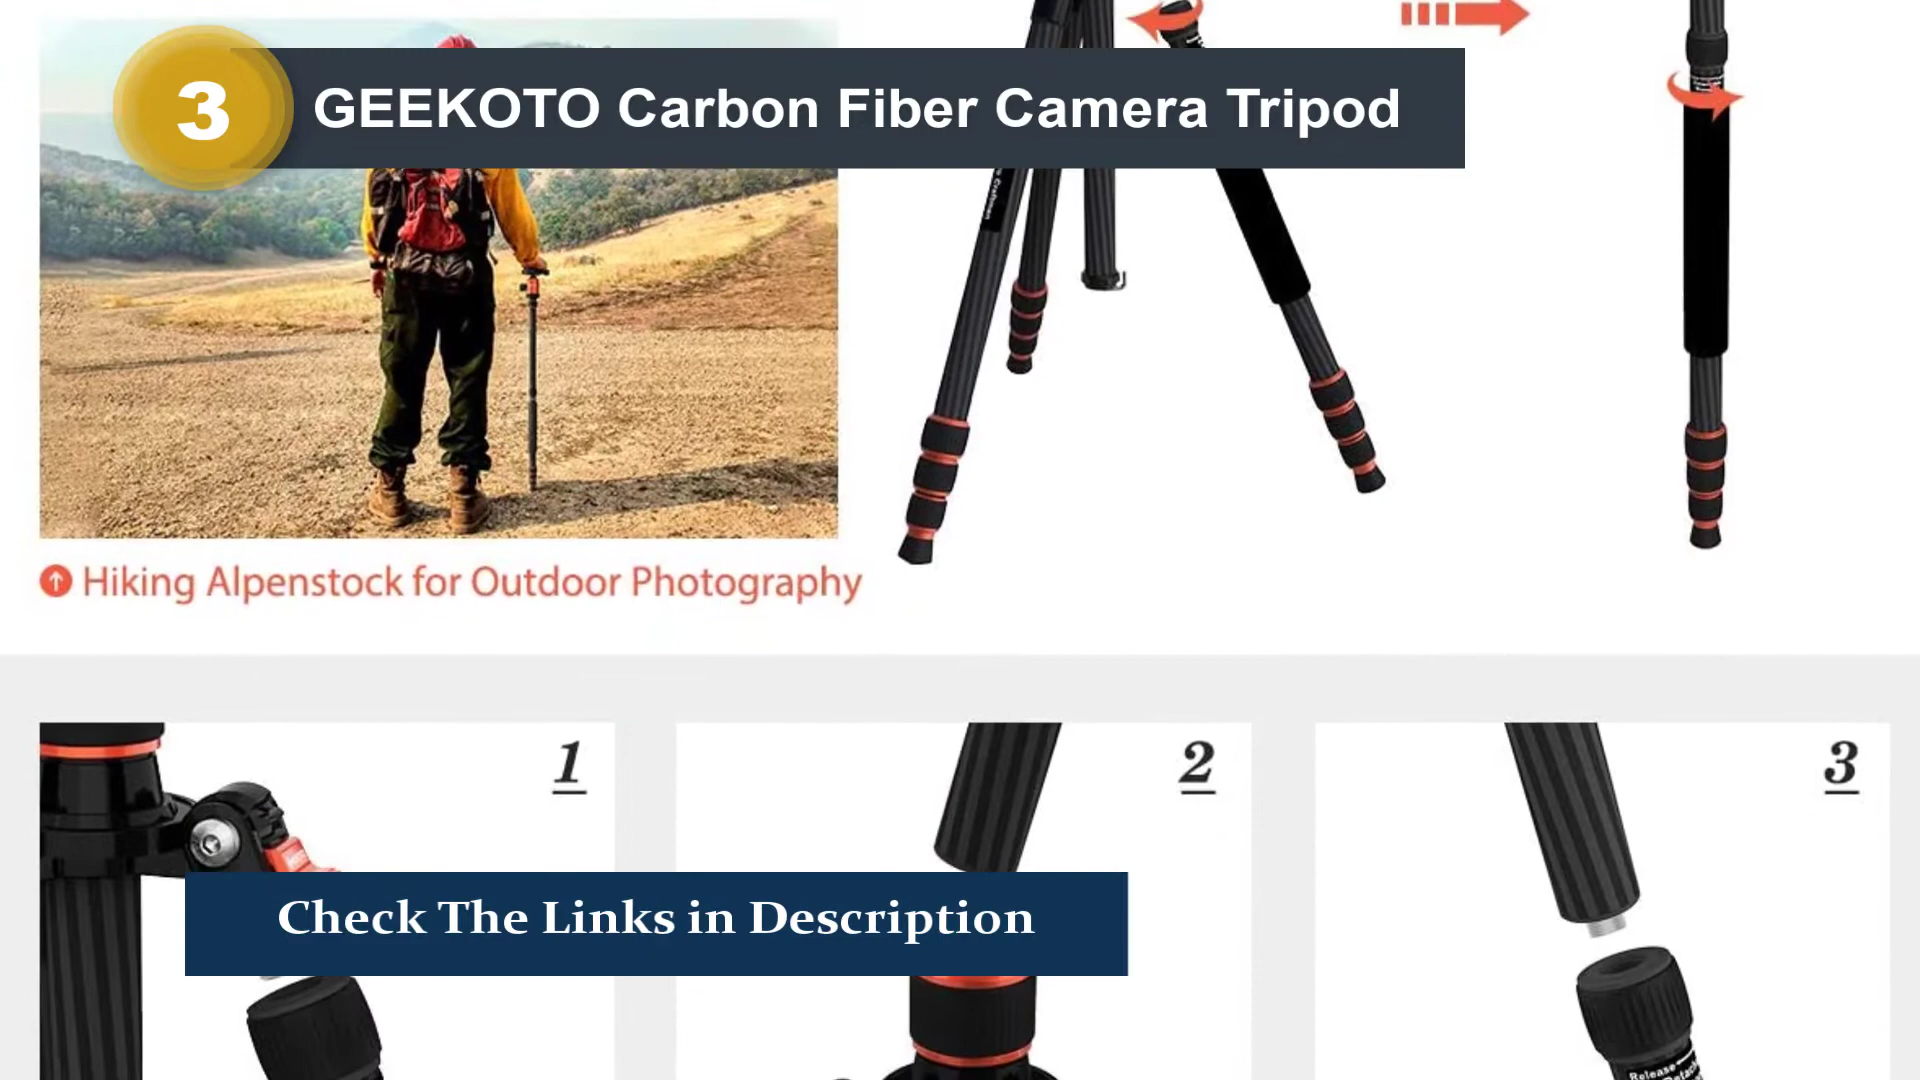 3
GEEKOTO Carbon Fiber Camera Tripod
Hiking Alpenstock for Outdoor Photography
1
2
3
Check The Links in Description
Release